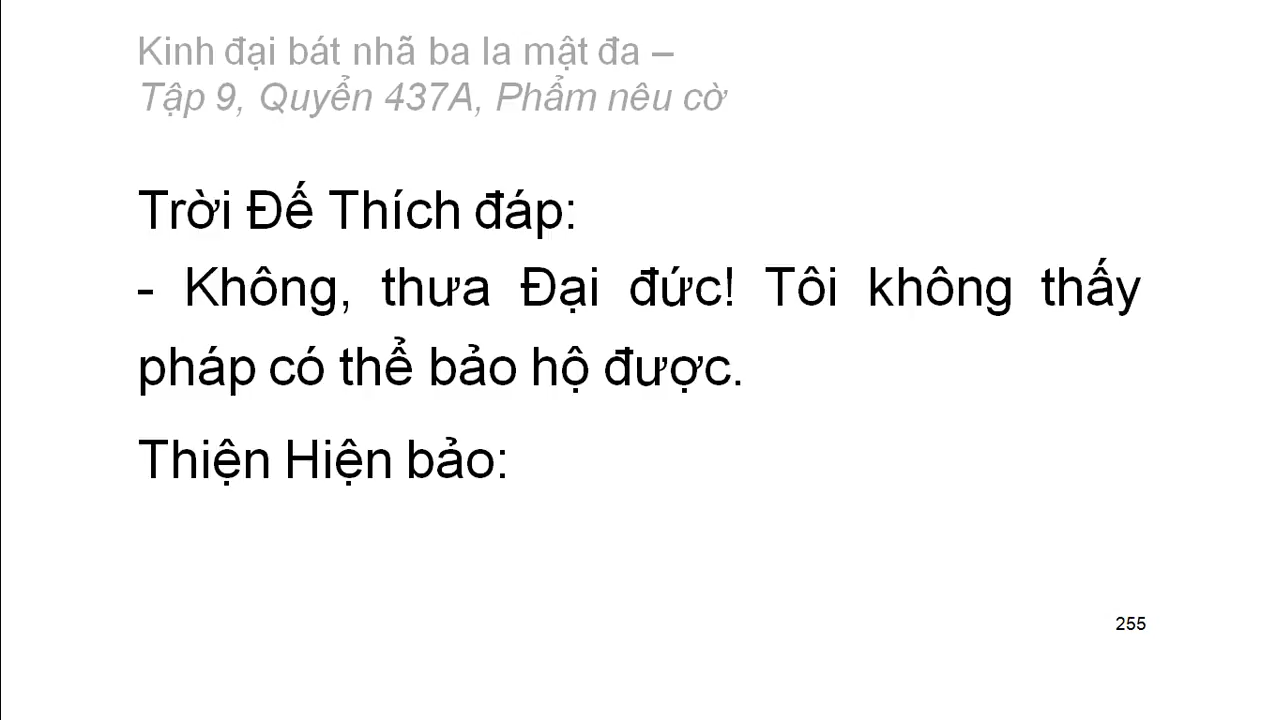 Kinh đại bát nhã ba la mật đa –
Tập 9, Quyển 437A, Phẩm nêu cờ
Trời Đế Thích đáp:
- Không, thưa Đại đức! Tôi không thấy
pháp có thể bảo hộ được.
Thiện Hiện bảo:
255